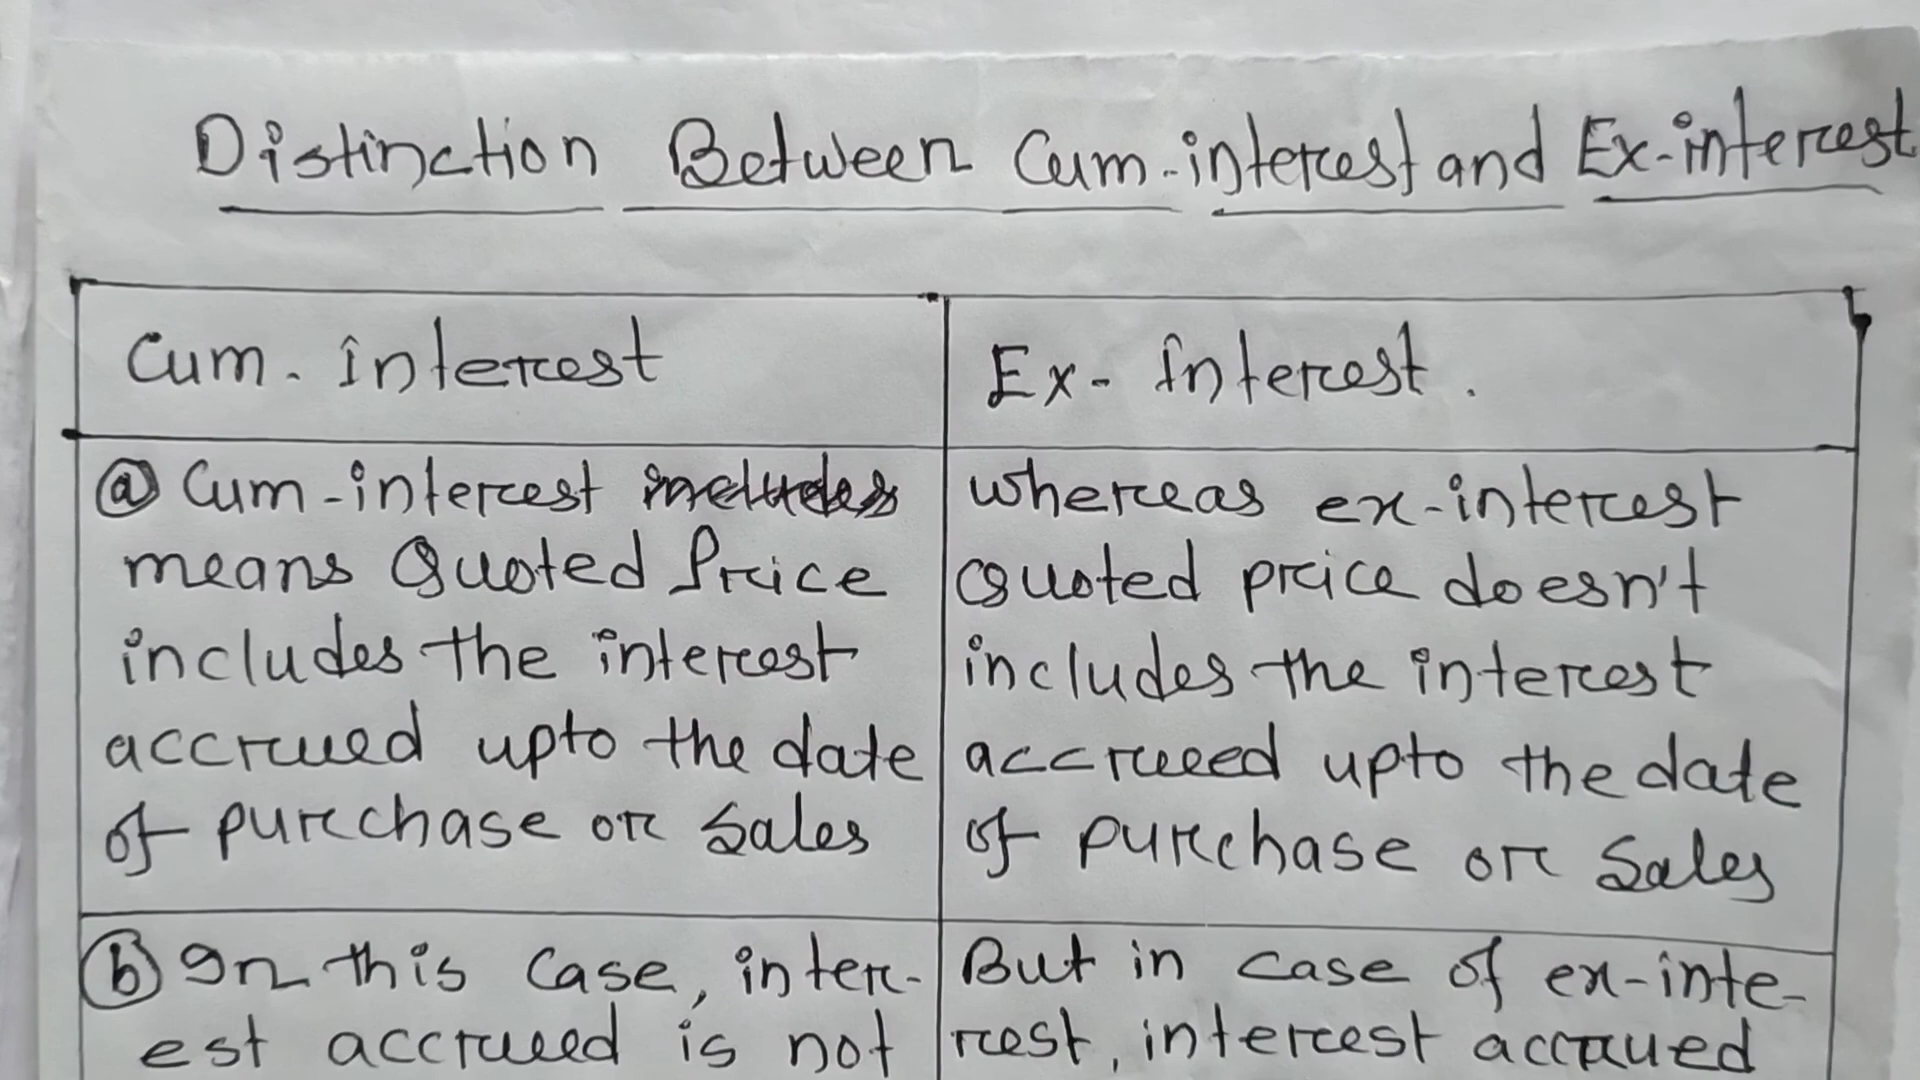 Distinction Between Cum-interest and Ex-interest
Cum. interest
Ex- interest.
(a) Cum-interest includes
means Quoted Price
includes the interest
accrued upto the date
of purchase or Sales
whereas ex-interest
quoted price doesn't
includes the interest
accrueed upto the date
of purchase or Sales
(b) In this Case, inter-
est accrued is not
But in case of ex-inte-
rest, interest accrued